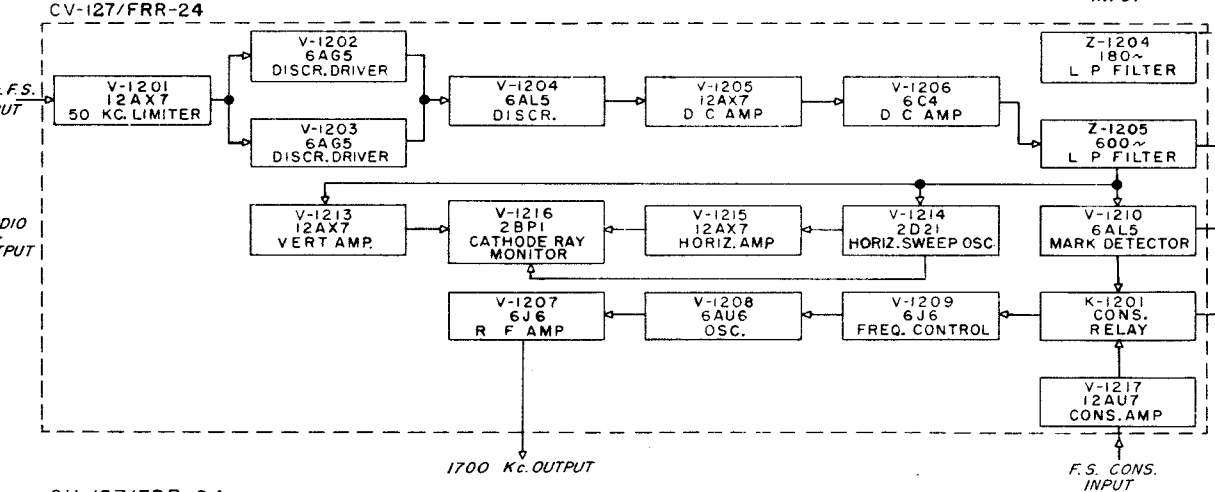 CV-127/FRR-24
V-1201
12AX7
50 KC. LIMITER
V-1202
6AG5
DISCR. DRIVER
V-1203
6AG5
DISCR. DRIVER
V-1204
6AL5
DISCR.
V-1205
12AX7
D C AMP
V-1206
6C4
D C AMP
Z-1204
180~
L P FILTER
Z-1205
600~
L P FILTER
F.S.
V-1213
12AX7
VERT AMP.
V-1216
2BP1
CATHODE RAY
MONITOR
V-1215
12AX7
HORIZ. AMP
V-1214
2D21
HORIZ. SWEEP OSC.
V-1210
6AL5
MARK DETECTOR
V-1207
6J6
R F AMP
V-1208
6AU6
OSC.
V-1209
6J6
FREQ. CONTROL
K-1201
CONS.
RELAY
V-1217
12AU7
CONS. AMP
1700 Kc. OUTPUT
F.S. CONS.
INPUT